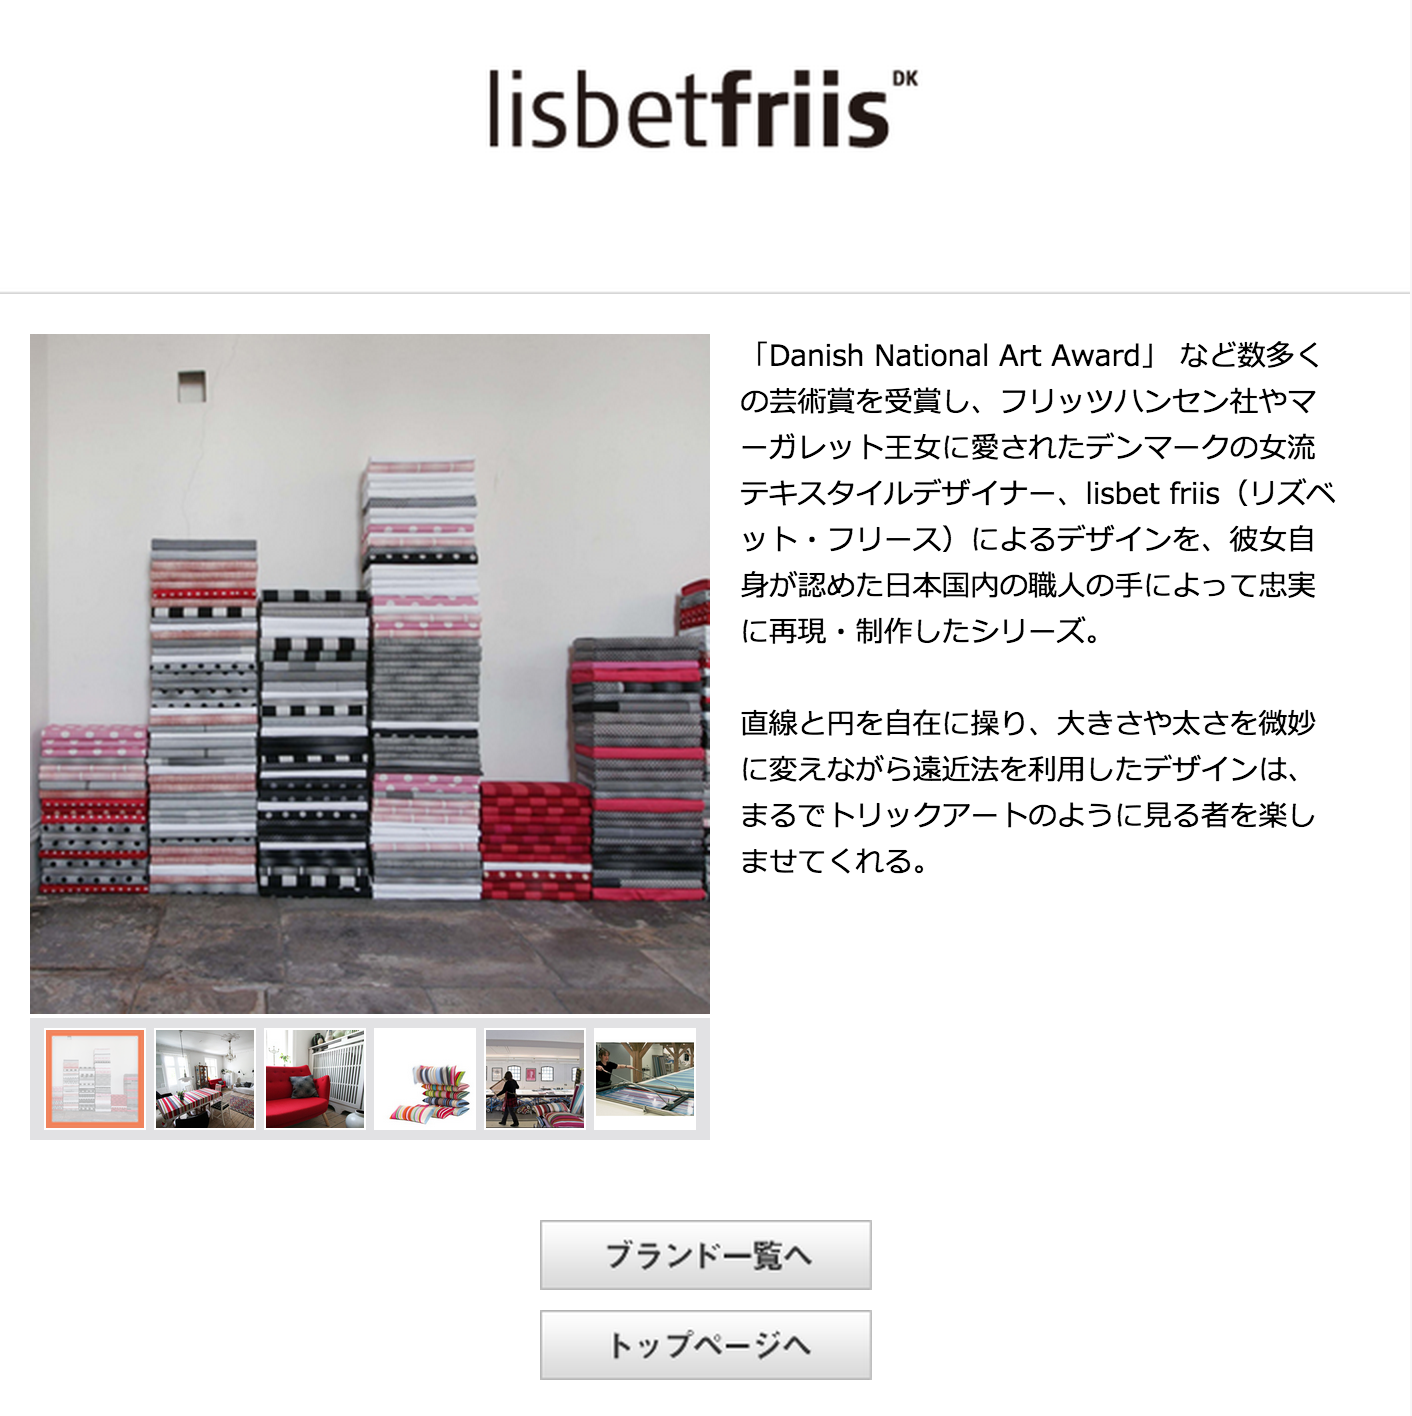 lisbetfriis DK
「Danish National Art Award」 など数多く
の芸術賞を受賞し、フリッツハンセン社やマ
ーガレット王女に愛されたデンマークの女流
テキスタイルデザイナー、lisbet friis（リズベ
ット・フリース）によるデザインを、彼女自
身が認めた日本国内の職人の手によって忠実
に再現・制作したシリーズ。
直線と円を自在に操り、大きさや太さを微妙
に変えながら遠近法を利用したデザインは、
まるでトリックアートのように見る者を楽し
ませてくれる。
ブランド一覧へ
トップページへ